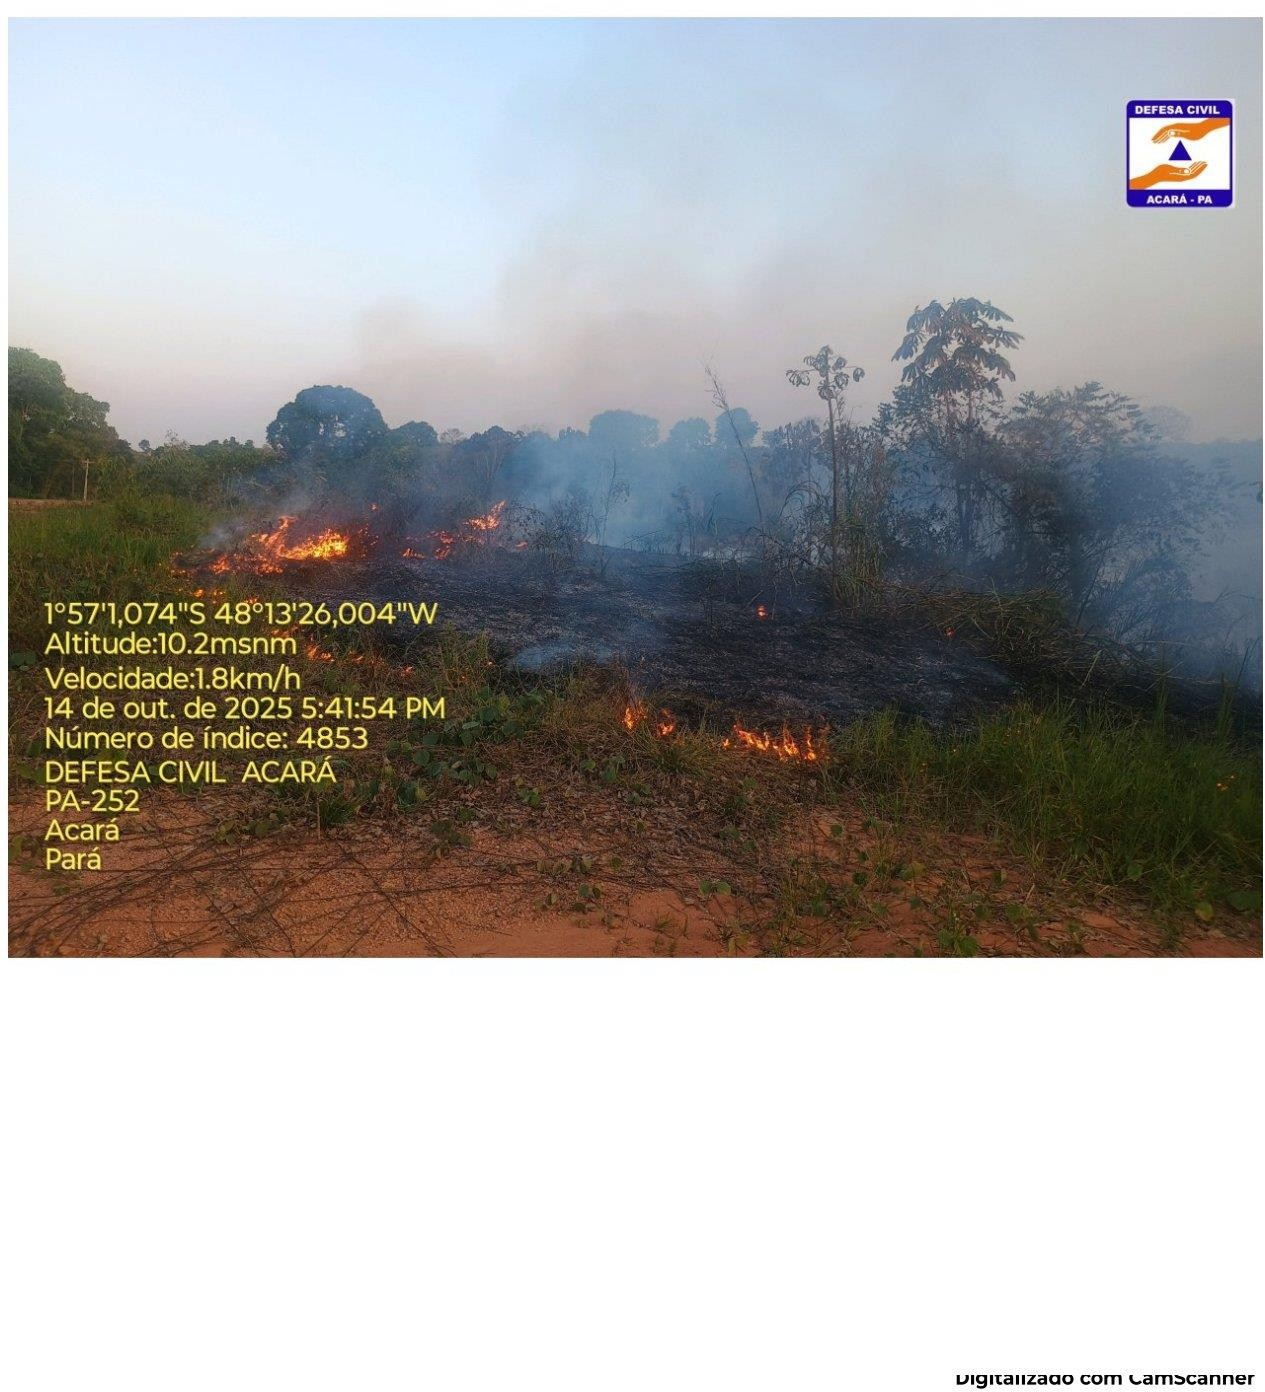 DEFESA CIVIL
ACARÁ - PA
1°57'1,074"S 48°13'26,004"W
Altitude:10.2msnm
Velocidade:1.8km/h
14 de out. de 2025 5:41:54 PM
Número de índice: 4853
DEFESA CIVIL ACARÁ
PA-252
Acará
Pará
Digitalizado com CamScanner